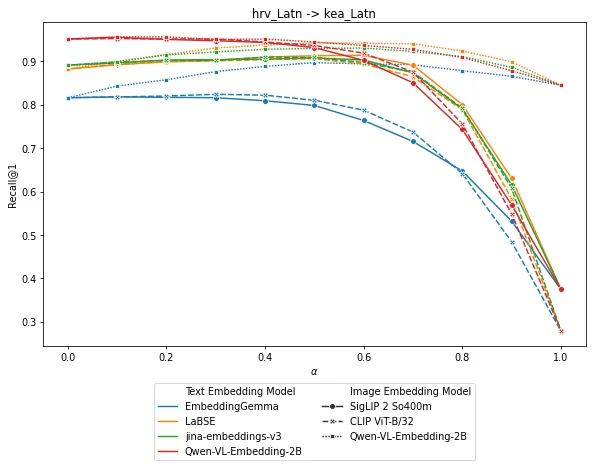 hrv_Latn -> kea_Latn
Recall@1
0.9
0.8
0.7
0.6
0.5
0.4
0.3
0.0
0.2
0.4
0.6
0.8
1.0
α
Text Embedding Model
EmbeddingGemma
LaBSE
jina-embeddings-v3
Qwen-VL-Embedding-2B
Image Embedding Model
SigLIP 2 So400m
CLIP ViT-B/32
Qwen-VL-Embedding-2B